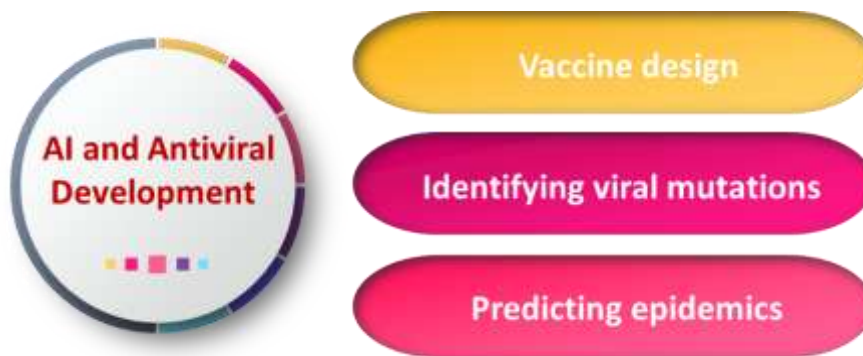 AI and Antiviral
Development
Vaccine design
Identifying viral mutations
Predicting epidemics